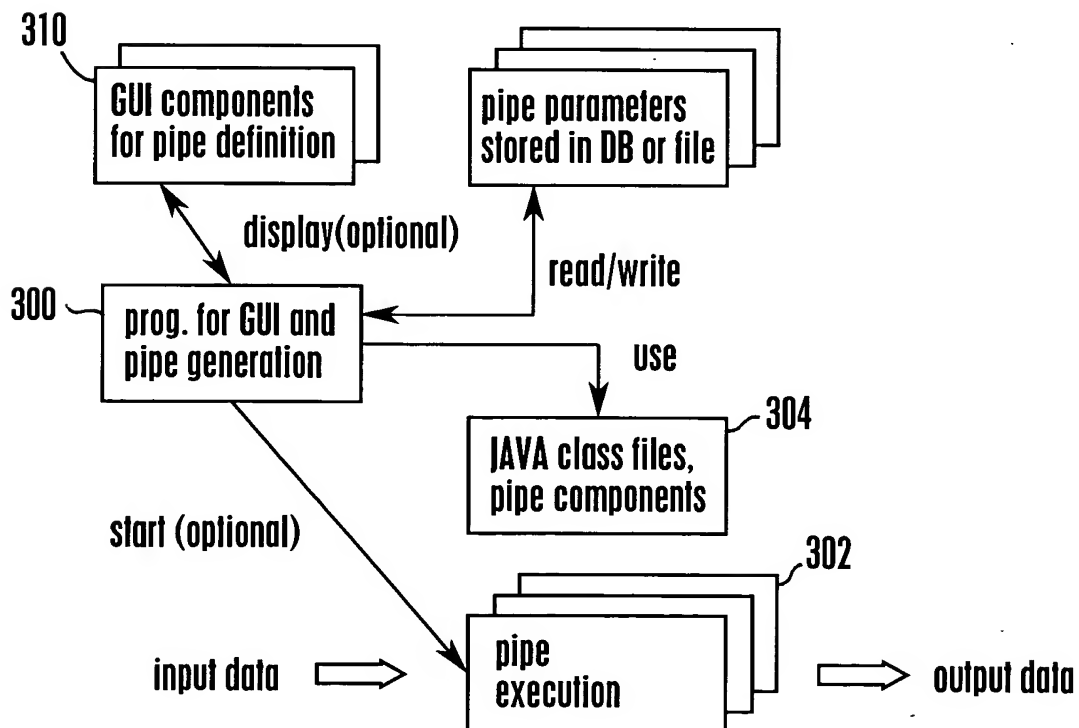 310
GUI components
for pipe definition
pipe parameters
stored in DB or file
display(optional)
read/write
300
prog. for GUI and
pipe generation
use
304
JAVA class files,
pipe components
start (optional)
302
input data
pipe
execution
output data